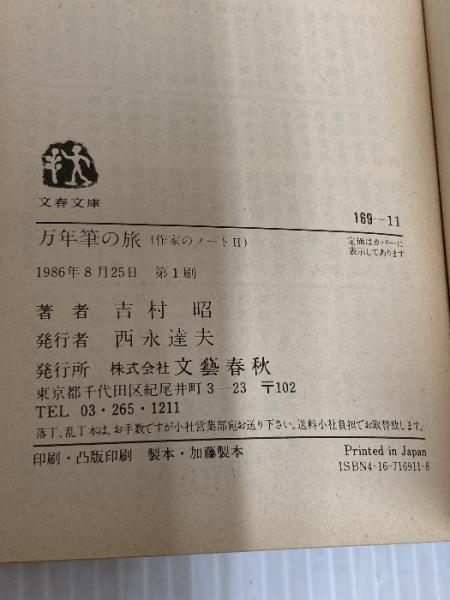 文春文庫
169—11
万年筆の旅(作家のノートII)
定価はカバーに
表示してあります
1986年8月25日 第1刷
著者 吉村昭
発行者 西永達夫
発行所 株式会社 文藝春秋
東京都千代田区紀尾井町3—23 〒102
TEL 03・265・1211
落丁、乱丁本は、お手数ですが小社営業部宛お送り下さい。送料小社負担でお取替致します。
印刷・凸版印刷 製本・加藤製本
Printed in Japan
ISBN4-16-716911-8